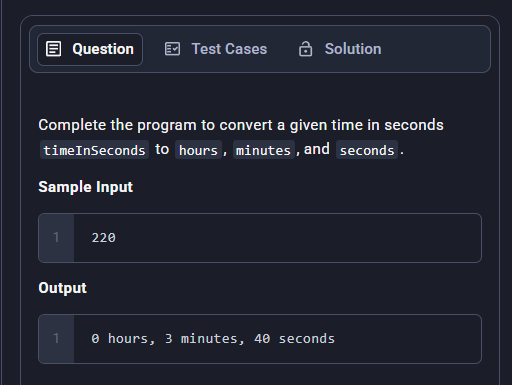 Question Test Cases Solution
Complete the program to convert a given time in seconds
timeInSeconds to hours, minutes, and seconds.
Sample Input
1 220
Output
1 0 hours, 3 minutes, 40 seconds